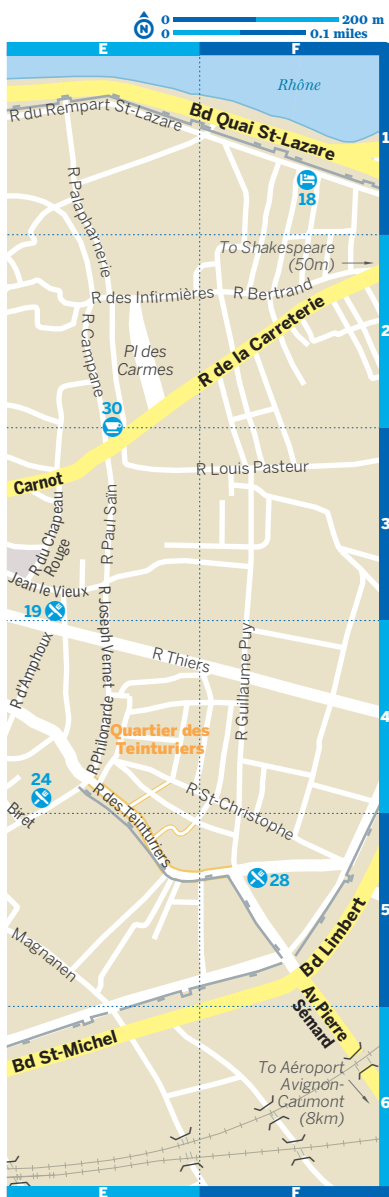 N
0
200 m
0
0.1 miles
E
F
Rhône
R du Rempart St-Lazare
Bd Quai St-Lazare
1
18
R Palapharnerie
To Shakespeare
(50m)
R des Infirmières
R Bertrand
2
R Campane
Pl des
Carmes
R de la Carreterie
30
R Louis Pasteur
Carnot
R du Chapeau
Rouge
R Paul Saïn
3
Jean le Vieux
19
R Joseph Vernet
R Thiers
R Guillaume Puy
R d'Amphoux
4
Quartier des
Teinturiers
R Philonarde
24
Biret
R des Teinturiers
R St-Christophe
28
5
Magnanen
Bd Limbert
Av Pierre
Sémard
Bd St-Michel
To Aéroport
Avignon-
Caumont
(8km)
6
E
F